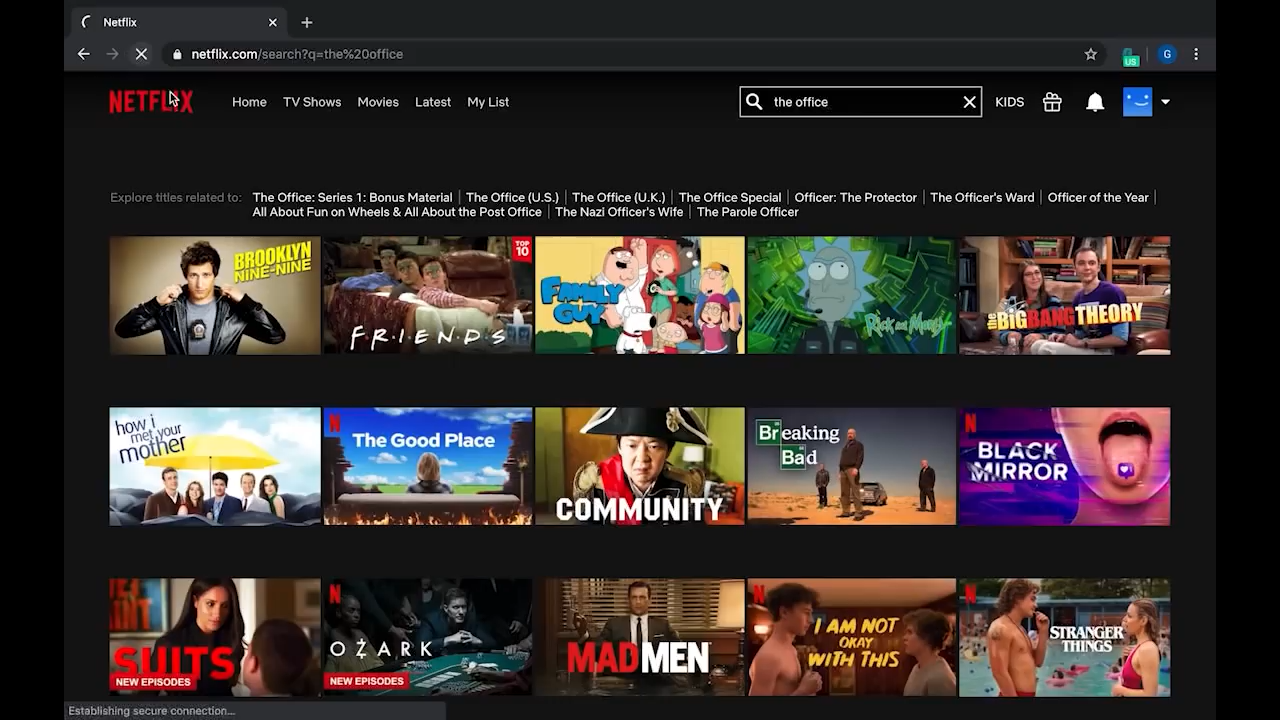 Netflix
netflix.com/search?q=the%20office
US
G
NETFLIX Home TV Shows Movies Latest My List the office KIDS
Explore titles related to: The Office: Series 1: Bonus Material | The Office (U.S.) | The Office (U.K.) | The Office Special | Officer: The Protector | The Officer's Ward | Officer of the Year |
All About Fun on Wheels & All About the Post Office | The Nazi Officer's Wife | The Parole Officer
BROOKLYN
NINE-NINE
TOP
10
F·R·I·E·N·D·S
FAMILY
GUY
Rick and Morty
the BIG BANG THEORY
how i
met your
mother
N
The Good Place
COMMUNITY
Breaking
Bad
N
BLACK
MIRROR
SUITS
NEW EPISODES
N
OZARK
NEW EPISODES
MAD MEN
N
I AM NOT
OKAY
WITH THIS
N
STRANGER
THINGS
Establishing secure connection...